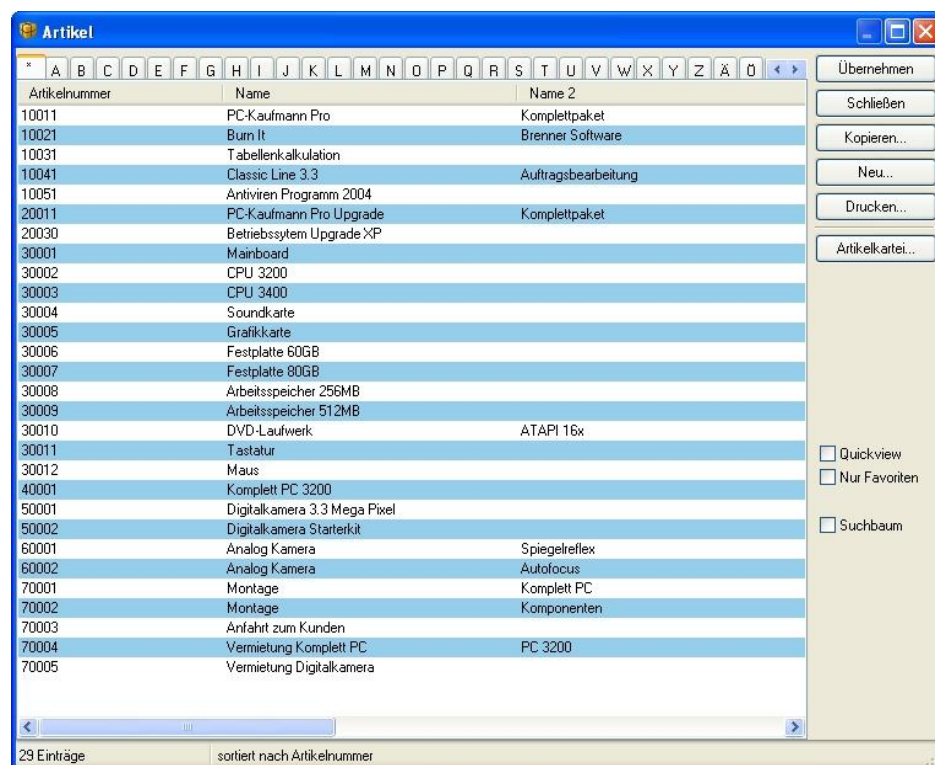 Artikel
* A B C D E F G H I J K L M N O P Q R S T U V W X Y Z Ä Ö
Übernehmen
Schließen
Kopieren...
Neu...
Drucken...
Artikelkartei...
Artikelnummer Name Name 2
10011 PC-Kaufmann Pro Komplettpaket
10021 Burn It Brenner Software
10031 Tabellenkalkulation
10041 Classic Line 3.3 Auftragsbearbeitung
10051 Antiviren Programm 2004
20011 PC-Kaufmann Pro Upgrade Komplettpaket
20030 Betriebssytem Upgrade XP
30001 Mainboard
30002 CPU 3200
30003 CPU 3400
30004 Soundkarte
30005 Grafikkarte
30006 Festplatte 60GB
30007 Festplatte 80GB
30008 Arbeitsspeicher 256MB
30009 Arbeitsspeicher 512MB
30010 DVD-Laufwerk ATAPI 16x
30011 Tastatur
30012 Maus
40001 Komplett PC 3200
50001 Digitalkamera 3.3 Mega Pixel
50002 Digitalkamera Starterkit
60001 Analog Kamera Spiegelreflex
60002 Analog Kamera Autofocus
70001 Montage Komplett PC
70002 Montage Komponenten
70003 Anfahrt zum Kunden
70004 Vermietung Komplett PC PC 3200
70005 Vermietung Digitalkamera
Quickview
Nur Favoriten
Suchbaum
29 Einträge sortiert nach Artikelnummer